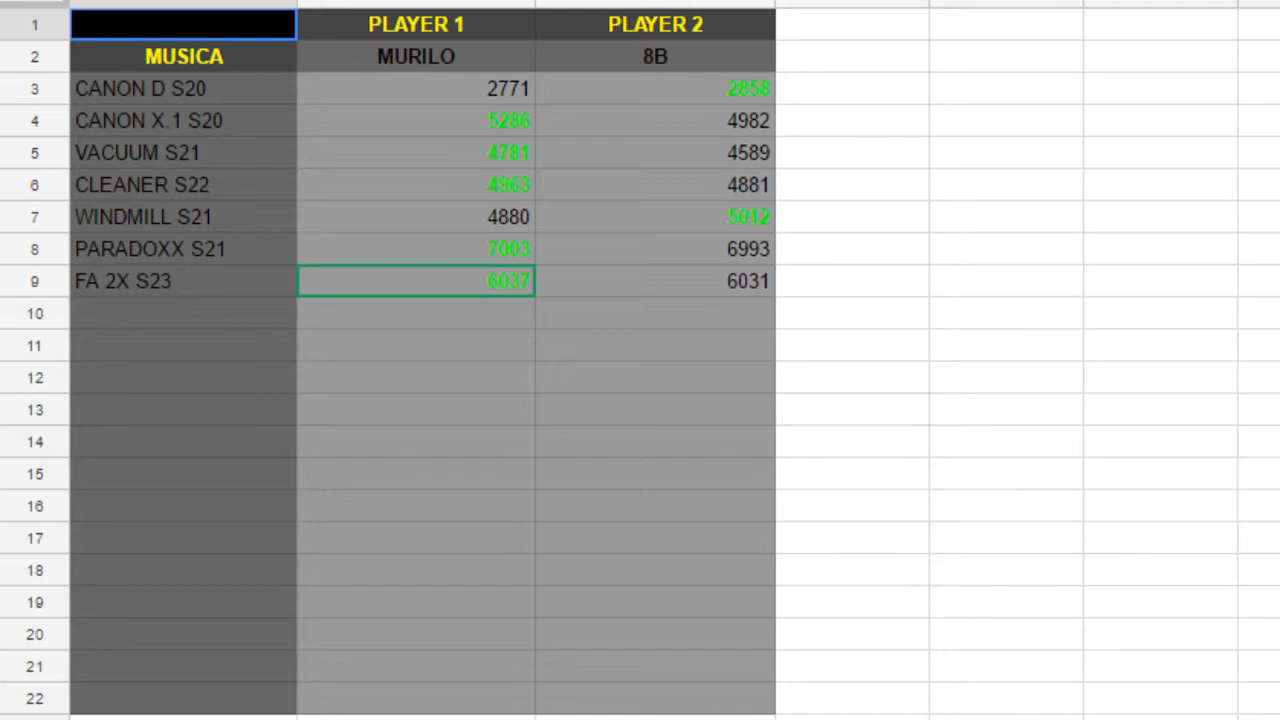 1 PLAYER 1 PLAYER 2
2 MUSICA MURILO 8B
3 CANON D S20 2771 2858
4 CANON X.1 S20 5286 4982
5 VACUUM S21 4781 4589
6 CLEANER S22 4963 4881
7 WINDMILL S21 4880 5012
8 PARADOXX S21 7003 6993
9 FA 2X S23 6037 6031
10
11
12
13
14
15
16
17
18
19
20
21
22